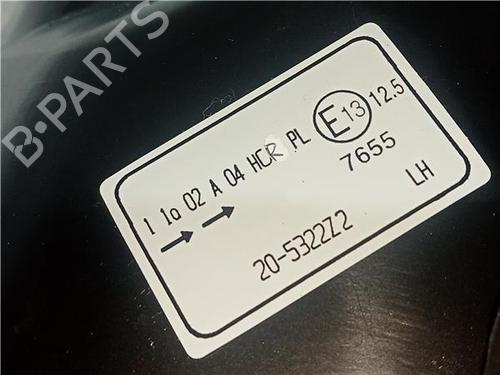 B-PARTS
1 1a 02 A 04 HCR PL E13 12.5
7655
→ → LH
20-5322Z2